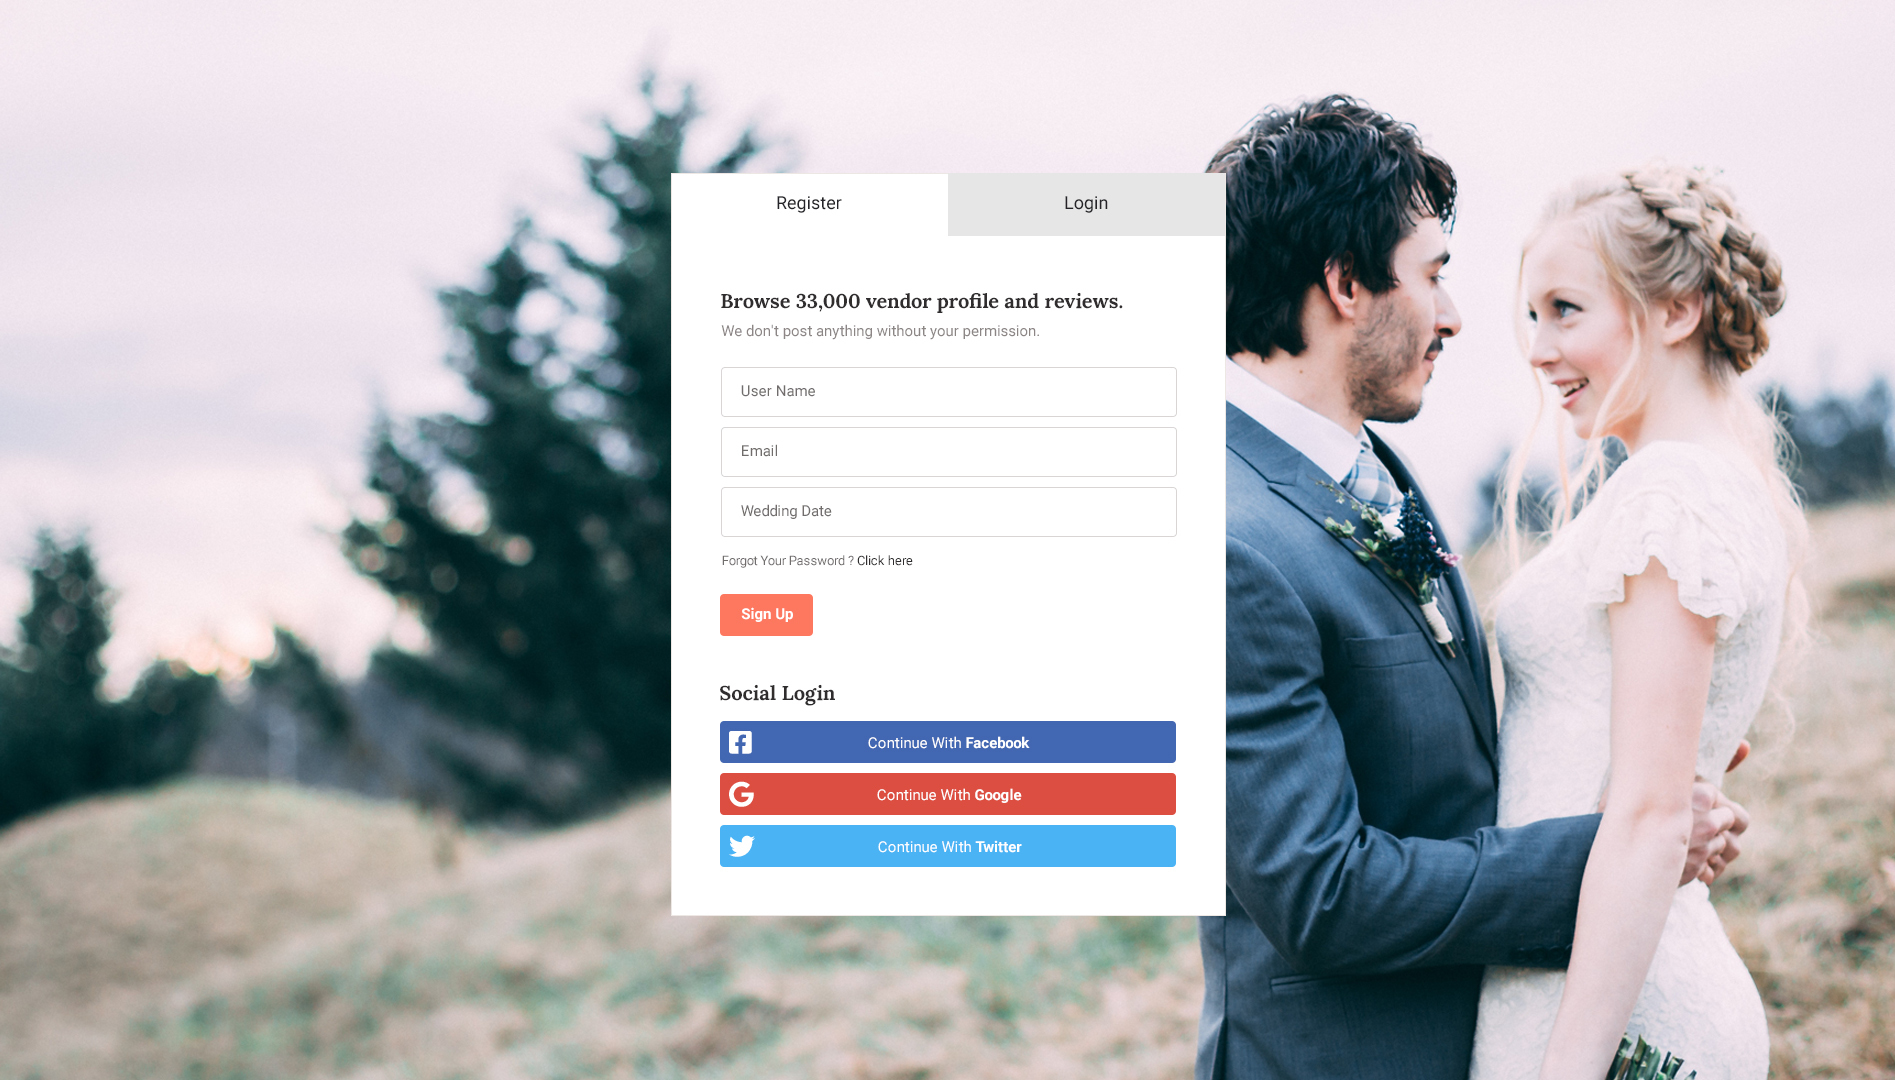 Register
Login
Browse 33,000 vendor profile and reviews.
We don't post anything without your permission.
User Name
Email
Wedding Date
Forgot Your Password ? Click here
Sign Up
Social Login
Continue With Facebook
Continue With Google
Continue With Twitter